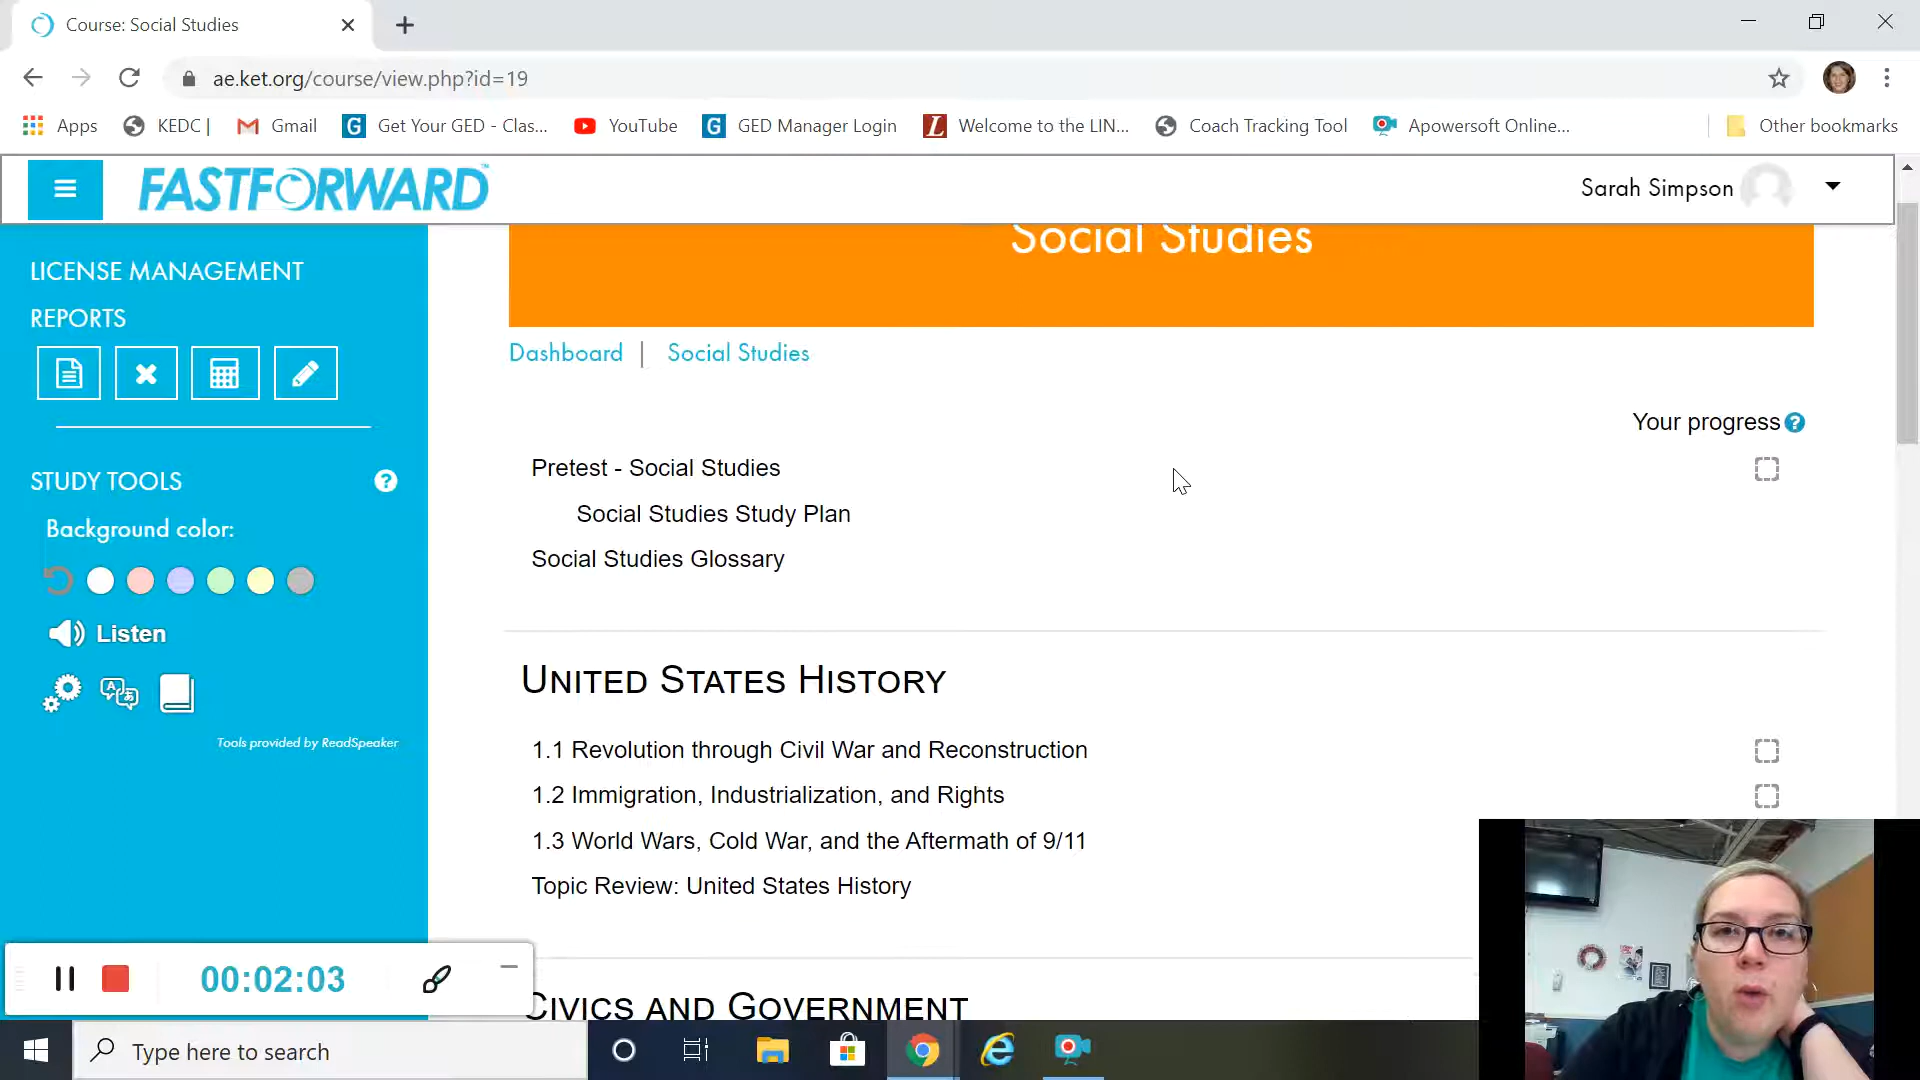 Course: Social Studies
ae.ket.org/course/view.php?id=19
Apps
KEDC |
Gmail
Get Your GED - Clas...
YouTube
GED Manager Login
Welcome to the LIN...
Coach Tracking Tool
Apowersoft Online...
Other bookmarks
FASTFORWARD™
Sarah Simpson
LICENSE MANAGEMENT
REPORTS
STUDY TOOLS
Background color:
Listen
Tools provided by ReadSpeaker
Social Studies
Dashboard | Social Studies
Your progress
Pretest - Social Studies
Social Studies Study Plan
Social Studies Glossary
UNITED STATES HISTORY
1.1 Revolution through Civil War and Reconstruction
1.2 Immigration, Industrialization, and Rights
1.3 World Wars, Cold War, and the Aftermath of 9/11
Topic Review: United States History
CIVICS AND GOVERNMENT
00:02:03
Type here to search